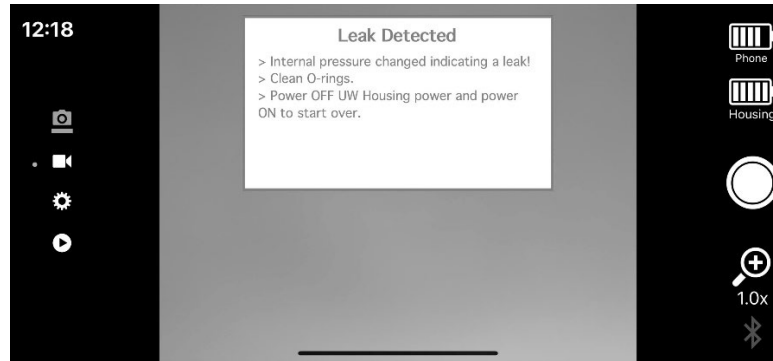 12:18
Leak Detected
> Internal pressure changed indicating a leak!
> Clean O-rings.
> Power OFF UW Housing power and power
ON to start over.
Phone
Housing
1.0x